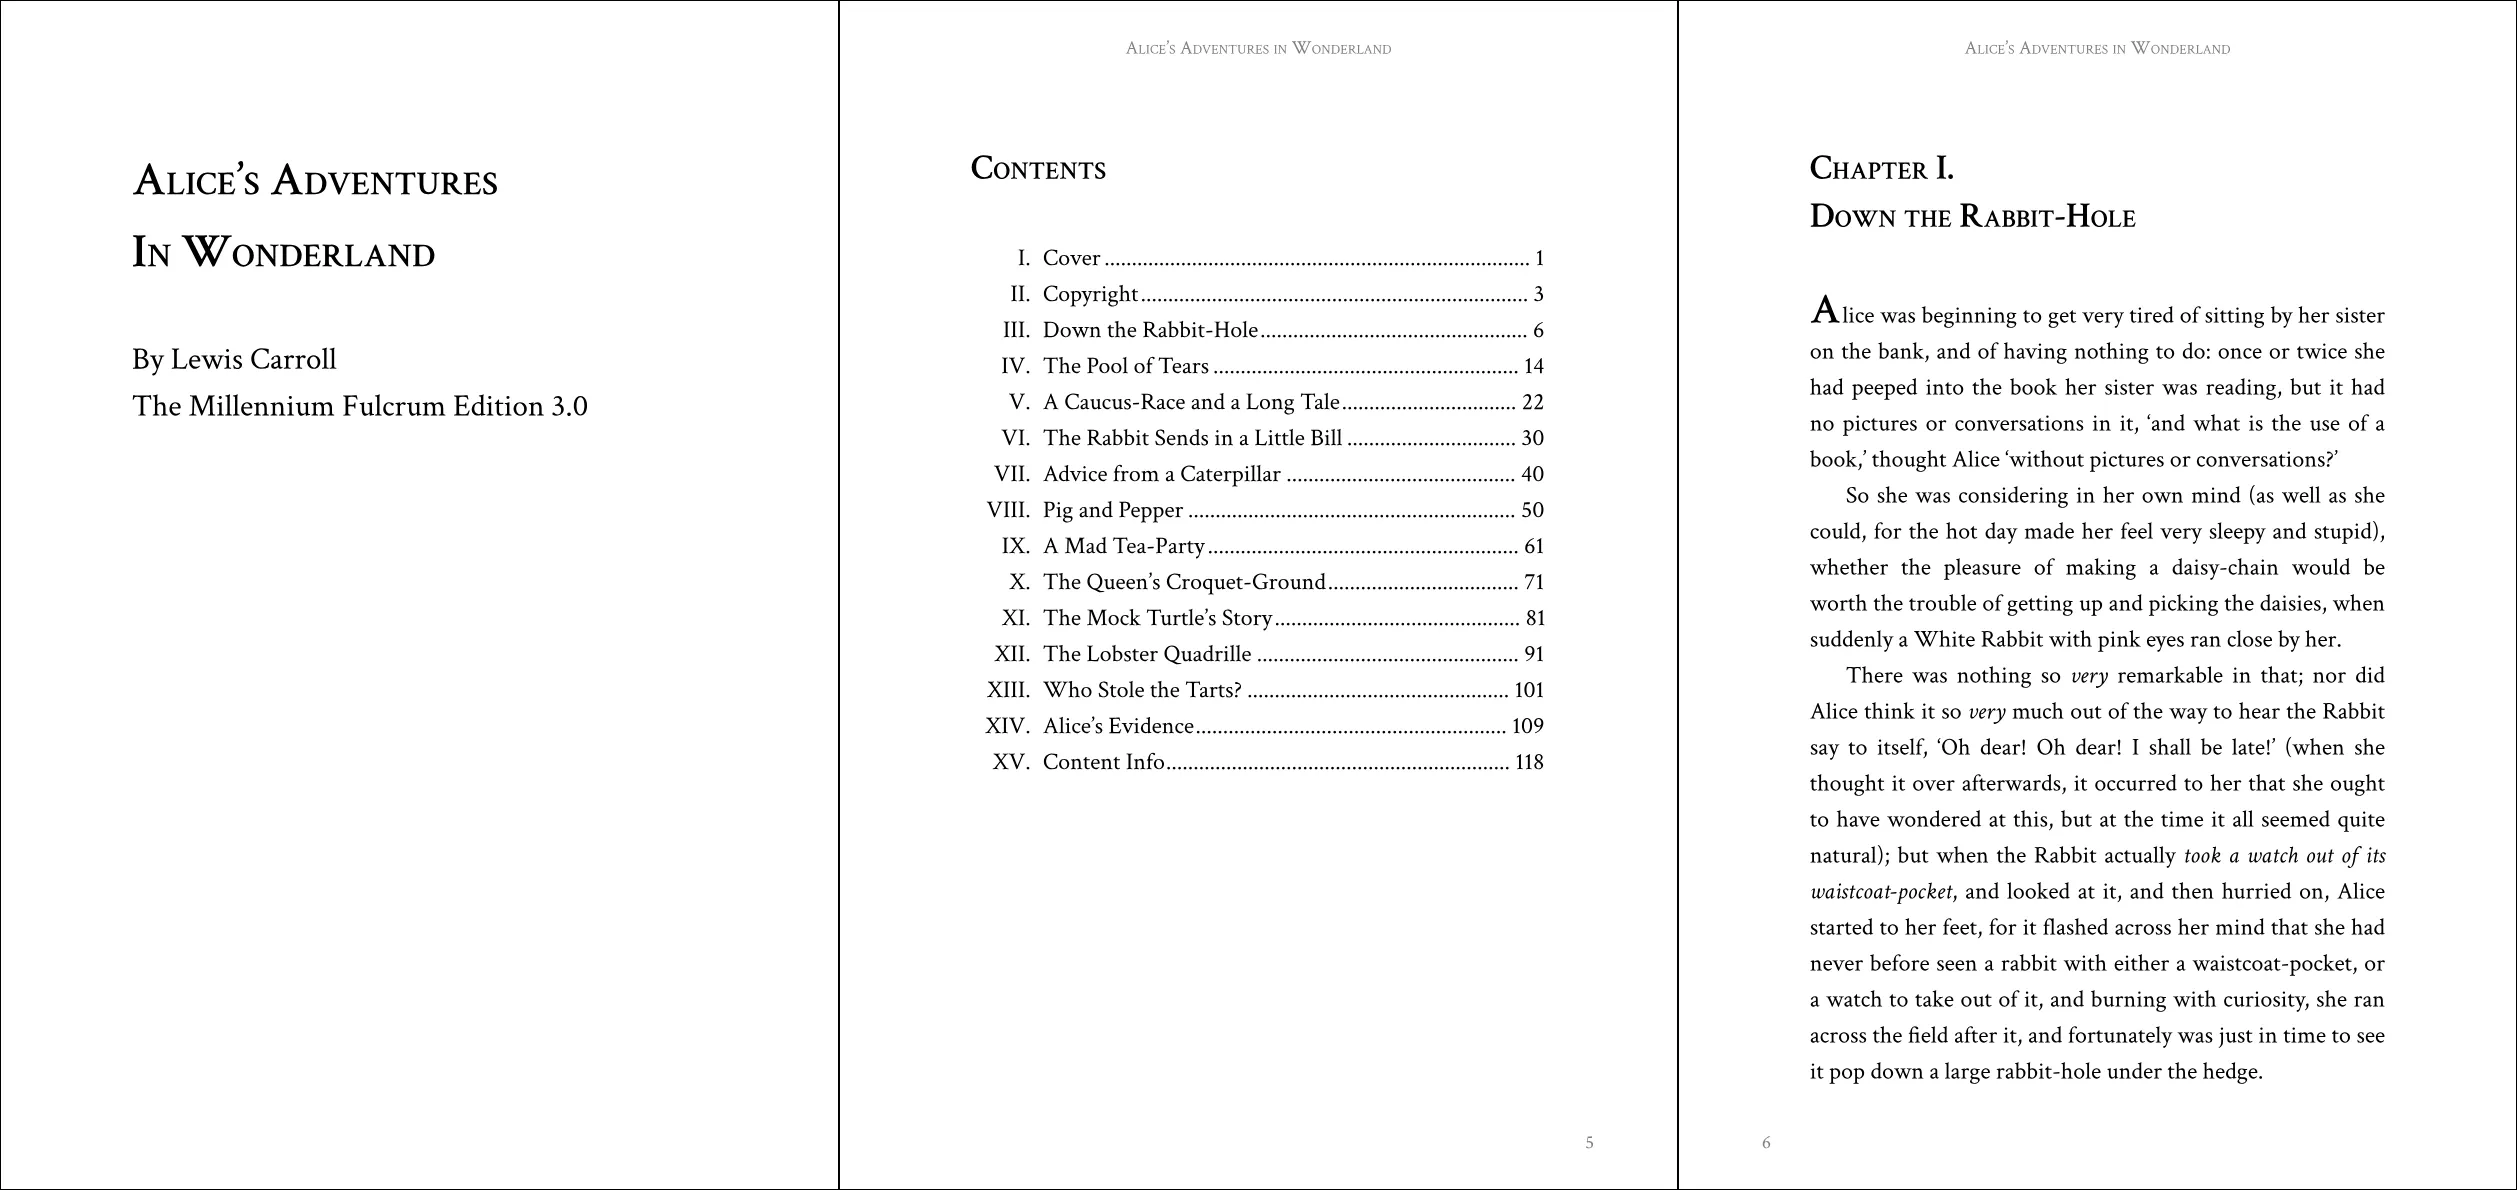 Alice’s Adventures
In Wonderland
By Lewis Carroll
The Millennium Fulcrum Edition 3.0
Alice’s Adventures in Wonderland
Contents
I. Cover ............................................................................. 1
II. Copyright ...................................................................... 3
III. Down the Rabbit-Hole ................................................ 6
IV. The Pool of Tears ....................................................... 14
V. A Caucus-Race and a Long Tale ................................ 22
VI. The Rabbit Sends in a Little Bill ............................... 30
VII. Advice from a Caterpillar .......................................... 40
VIII. Pig and Pepper ........................................................... 50
IX. A Mad Tea-Party ........................................................ 61
X. The Queen’s Croquet-Ground ................................... 71
XI. The Mock Turtle’s Story ............................................ 81
XII. The Lobster Quadrille ............................................... 91
XIII. Who Stole the Tarts? ............................................... 101
XIV. Alice’s Evidence ........................................................ 109
XV. Content Info .............................................................. 118
5
Alice’s Adventures in Wonderland
Chapter I.
Down the Rabbit-Hole
Alice was beginning to get very tired of sitting by her sister
on the bank, and of having nothing to do: once or twice she
had peeped into the book her sister was reading, but it had
no pictures or conversations in it, ‘and what is the use of a
book,’ thought Alice ‘without pictures or conversations?’
So she was considering in her own mind (as well as she
could, for the hot day made her feel very sleepy and stupid),
whether the pleasure of making a daisy-chain would be
worth the trouble of getting up and picking the daisies, when
suddenly a White Rabbit with pink eyes ran close by her.
There was nothing so very remarkable in that; nor did
Alice think it so very much out of the way to hear the Rabbit
say to itself, ‘Oh dear! Oh dear! I shall be late!’ (when she
thought it over afterwards, it occurred to her that she ought
to have wondered at this, but at the time it all seemed quite
natural); but when the Rabbit actually took a watch out of its
waistcoat-pocket, and looked at it, and then hurried on, Alice
started to her feet, for it flashed across her mind that she had
never before seen a rabbit with either a waistcoat-pocket, or
a watch to take out of it, and burning with curiosity, she ran
across the field after it, and fortunately was just in time to see
it pop down a large rabbit-hole under the hedge.
6